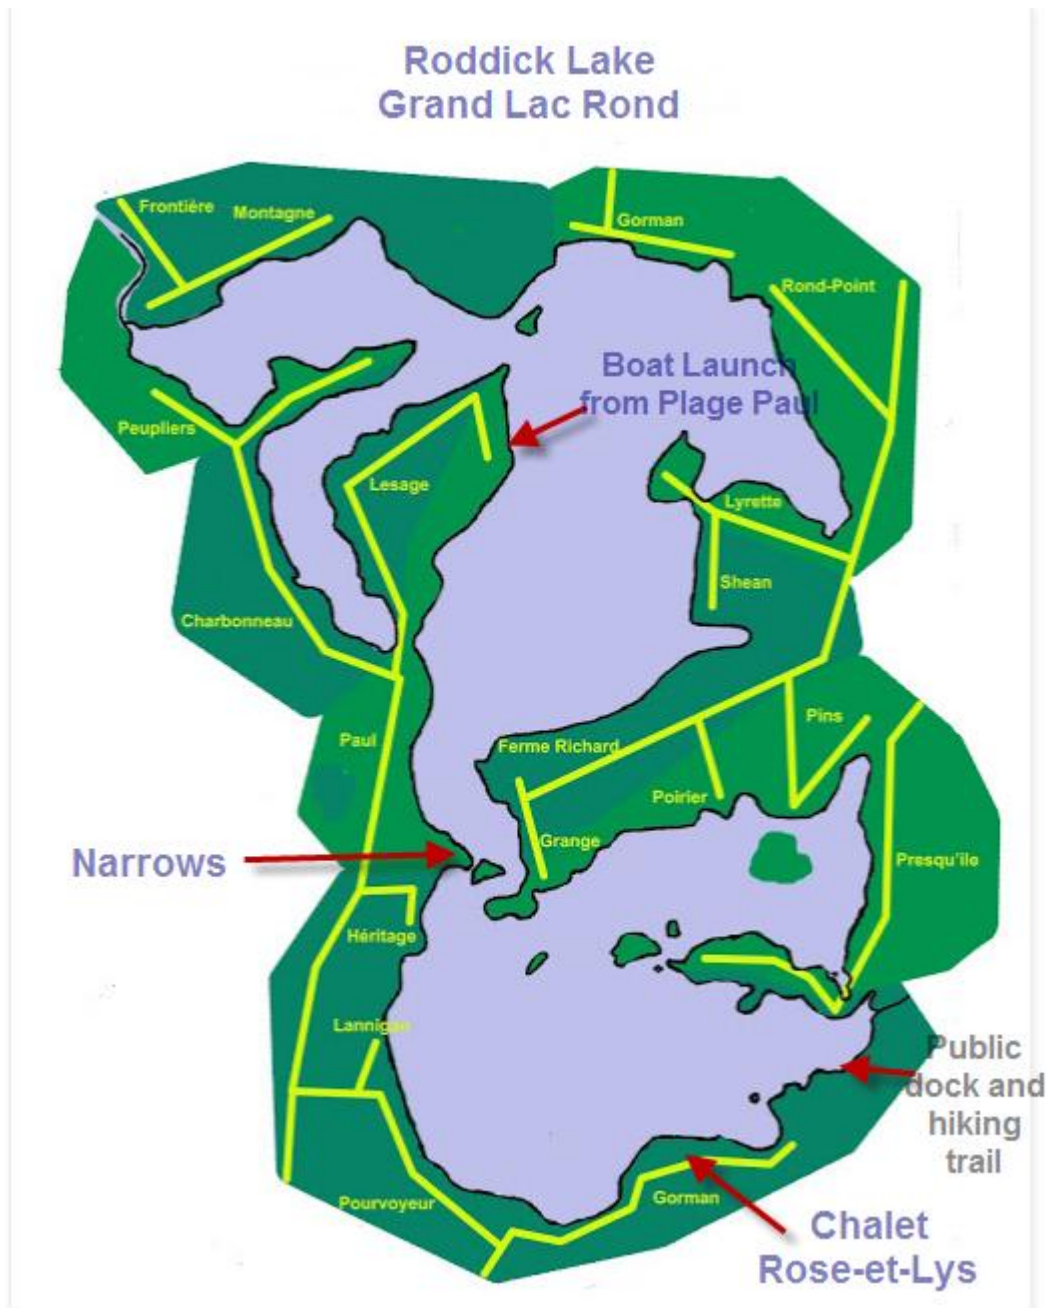 Roddick Lake
Grand Lac Rond
Frontière
Montagne
Gorman
Rond-Point
Boat Launch
from Plage Paul
Peupliers
Lesage
Lyrette
Shean
Charbonneau
Pins
Paul
Ferme Richard
Poirier
Grange
Narrows
Presqu'ile
Héritage
Lannigan
Public
dock and
hiking
trail
Pourvoyeur
Gorman
Chalet
Rose-et-Lys